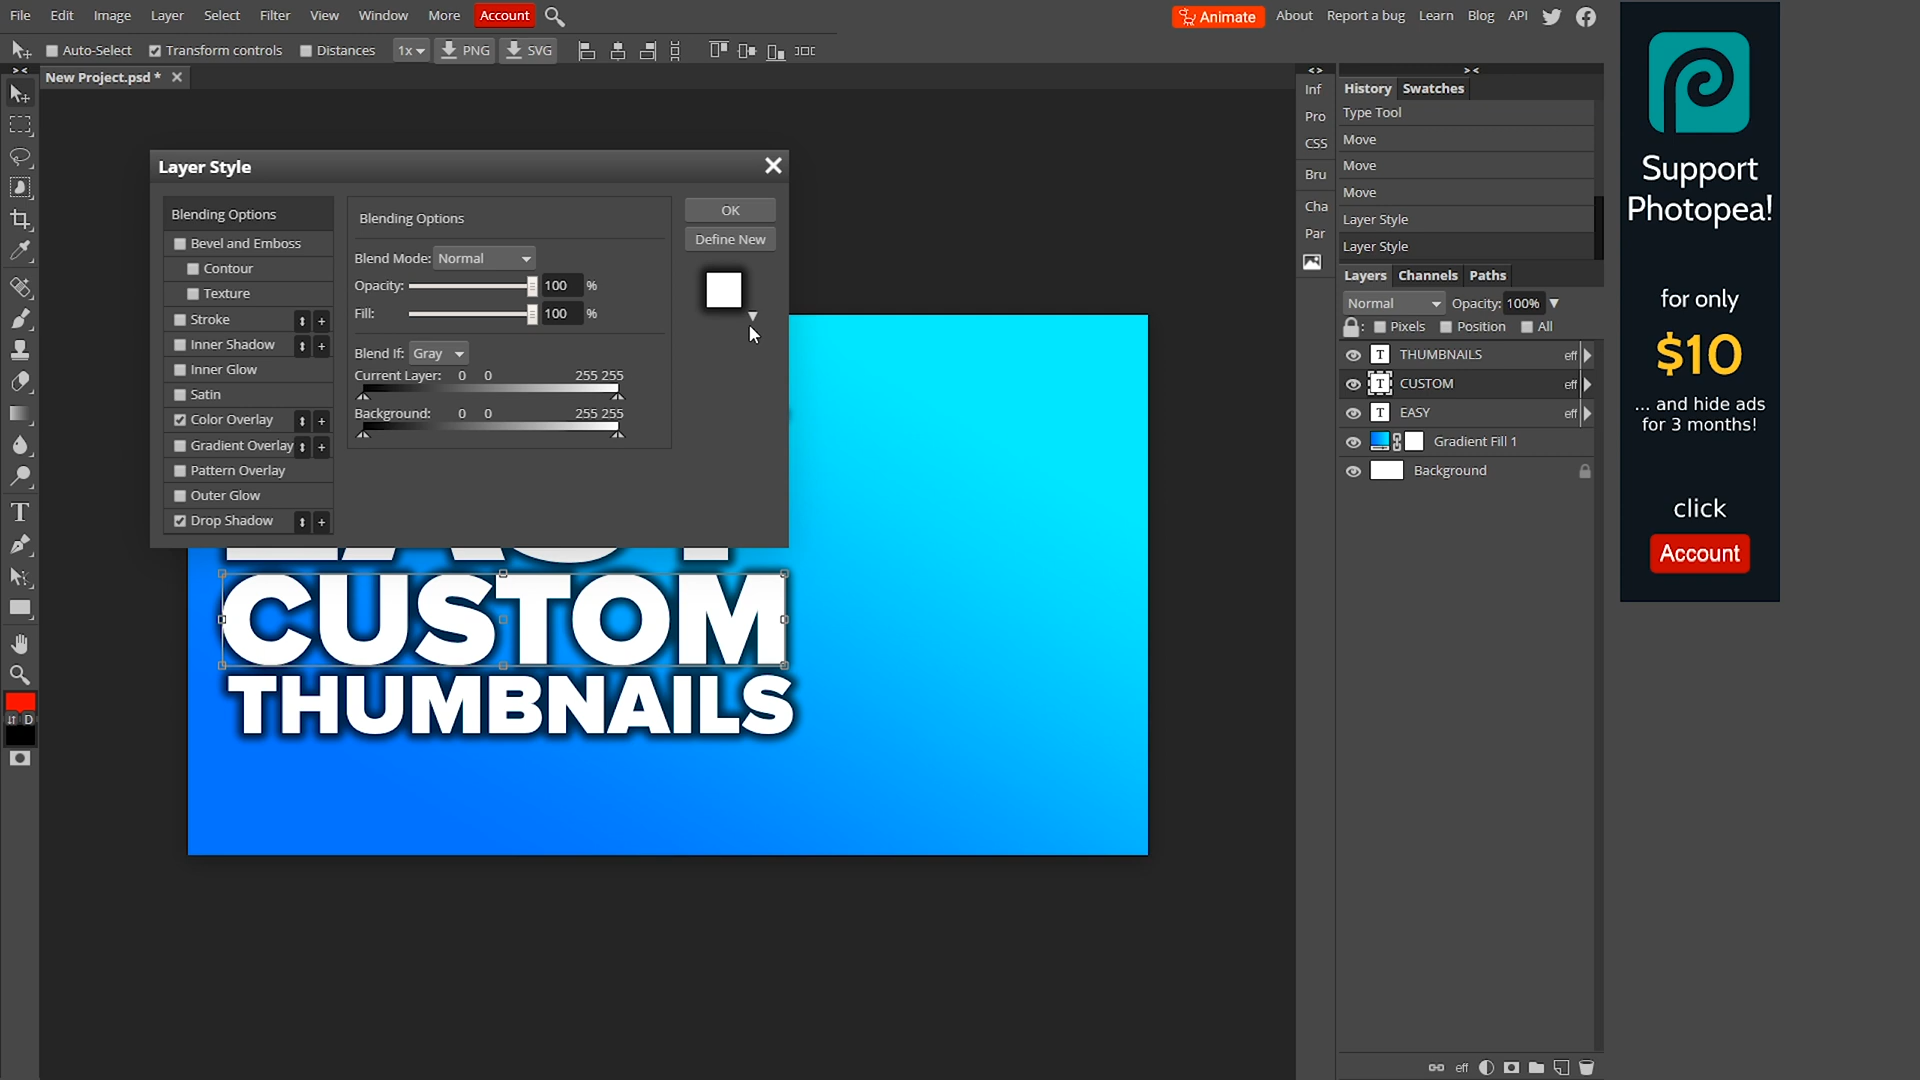 File Edit Image Layer Select Filter View Window More Account
Animate About Report a bug Learn Blog API
Auto-Select Transform controls Distances 1x PNG SVG
New Project.psd *
Layer Style
Blending Options
Bevel and Emboss
Contour
Texture
Stroke
Inner Shadow
Inner Glow
Satin
Color Overlay
Gradient Overlay
Pattern Overlay
Outer Glow
Drop Shadow
Blending Options
Blend Mode: Normal
Opacity: 100 %
Fill: 100 %
Blend If: Gray
Current Layer: 0 0 255 255
Background: 0 0 255 255
OK
Define New
CUSTOM
THUMBNAILS
D
Inf
Pro
CSS
Bru
Cha
Par
History Swatches
Type Tool
Move
Move
Move
Layer Style
Layer Style
Layers Channels Paths
Normal Opacity: 100%
: Pixels Position All
T THUMBNAILS eff
T CUSTOM eff
T EASY eff
Gradient Fill 1
Background
eff
Support
Photopea!
for only
$10
... and hide ads
for 3 months!
click
Account